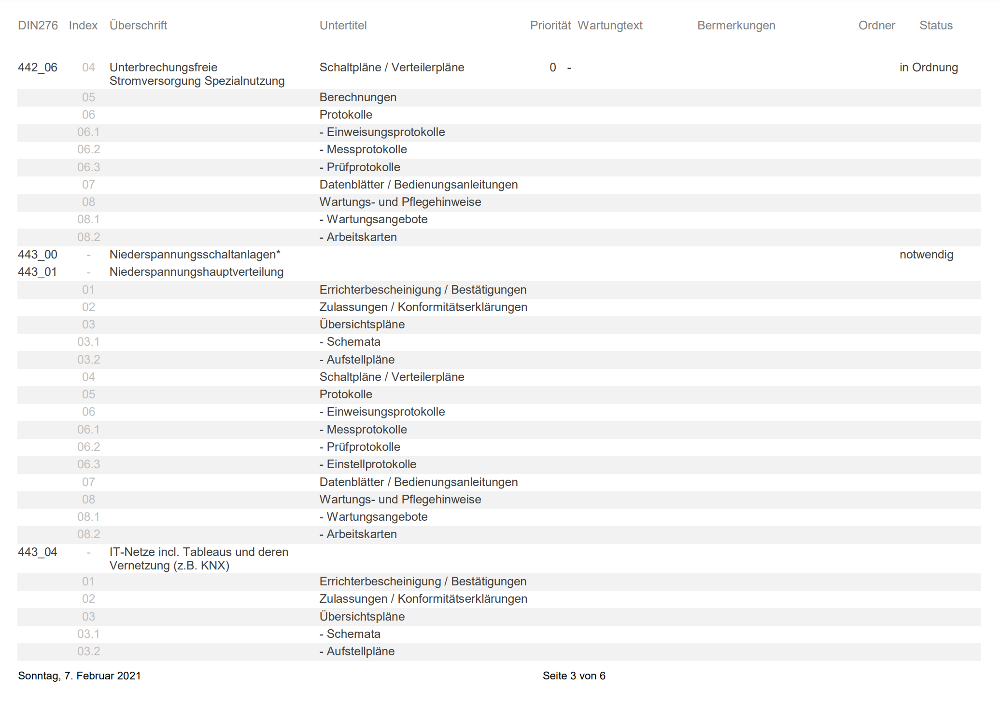 DIN276 Index Überschrift Untertitel Priorität Wartungtext Bermerkungen Ordner Status
442_06 04 Unterbrechungsfreie Schaltpläne / Verteilerpläne 0 - in Ordnung
Stromversorgung Spezialnutzung
05 Berechnungen
06 Protokolle
06.1 - Einweisungsprotokolle
06.2 - Messprotokolle
06.3 - Prüfprotokolle
07 Datenblätter / Bedienungsanleitungen
08 Wartungs- und Pflegehinweise
08.1 - Wartungsangebote
08.2 - Arbeitskarten
443_00 - Niederspannungsschaltanlagen* notwendig
443_01 - Niederspannungshauptverteilung
01 Errichterbescheinigung / Bestätigungen
02 Zulassungen / Konformitätserklärungen
03 Übersichtspläne
03.1 - Schemata
03.2 - Aufstellpläne
04 Schaltpläne / Verteilerpläne
05 Protokolle
06 - Einweisungsprotokolle
06.1 - Messprotokolle
06.2 - Prüfprotokolle
06.3 - Einstellprotokolle
07 Datenblätter / Bedienungsanleitungen
08 Wartungs- und Pflegehinweise
08.1 - Wartungsangebote
08.2 - Arbeitskarten
443_04 - IT-Netze incl. Tableaus und deren
Vernetzung (z.B. KNX)
01 Errichterbescheinigung / Bestätigungen
02 Zulassungen / Konformitätserklärungen
03 Übersichtspläne
03.1 - Schemata
03.2 - Aufstellpläne
Sonntag, 7. Februar 2021 Seite 3 von 6